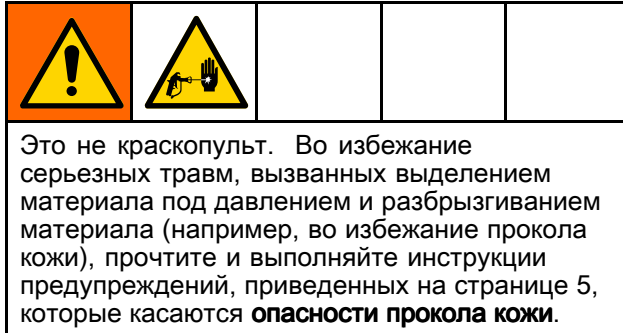 Это не краскопульт. Во избежание
серьезных травм, вызванных выделением
материала под давлением и разбрызгиванием
материала (например, во избежание прокола
кожи), прочтите и выполняйте инструкции
предупреждений, приведенных на странице 5,
которые касаются опасности прокола кожи.